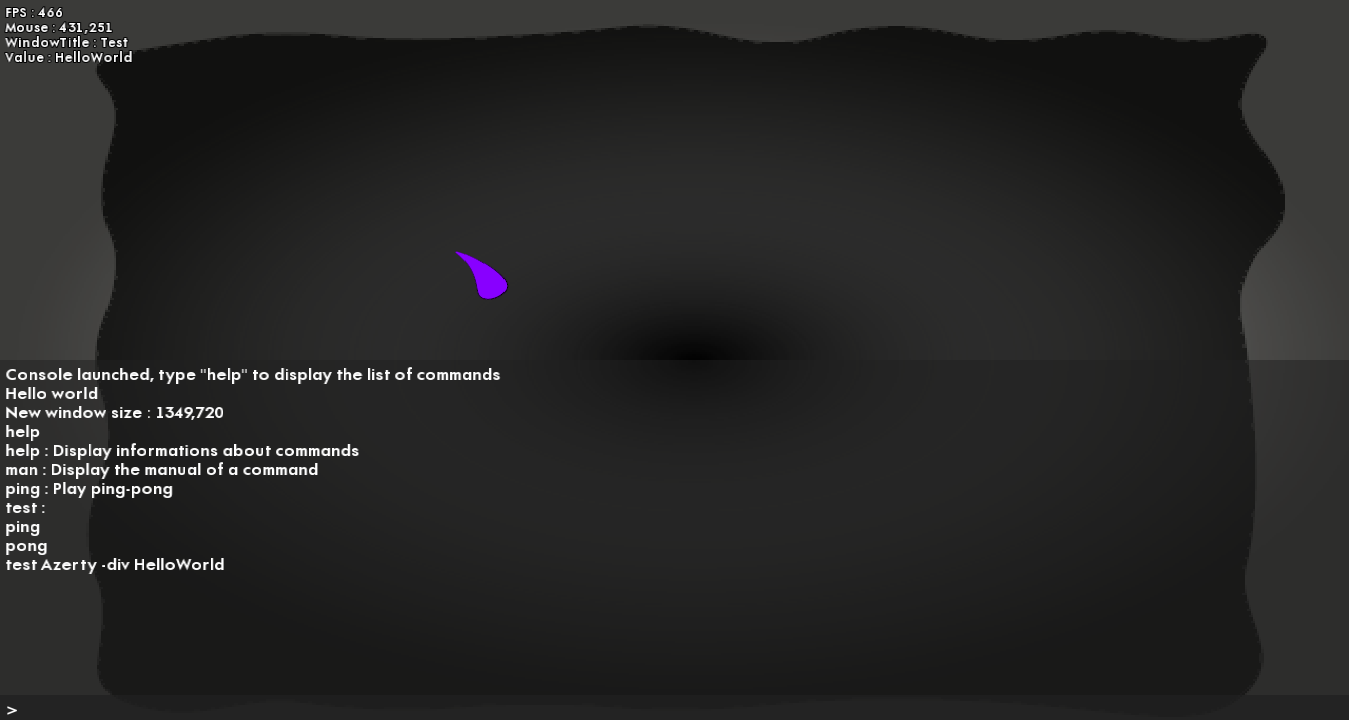 FPS : 466
Mouse : 431,251
WindowTitle : Test
Value : HelloWorld
Console launched, type "help" to display the list of commands
Hello world
New window size : 1349,720
help
help : Display informations about commands
man : Display the manual of a command
ping : Play ping-pong
test :
ping
pong
test Azerty -div HelloWorld
>